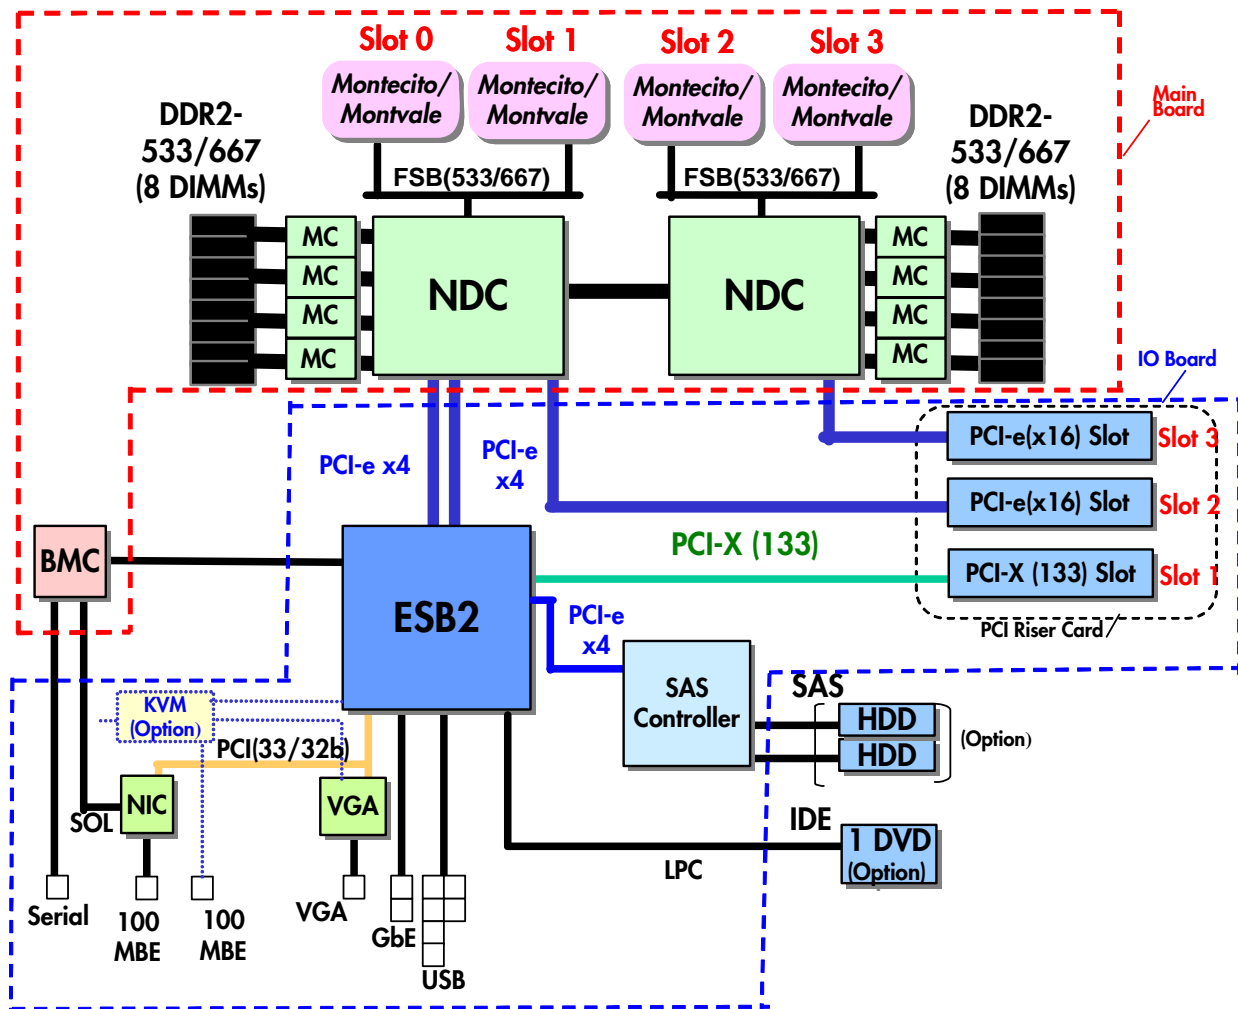 Slot 0
Slot 1
Slot 2
Slot 3
Montecito/
Montvale
Montecito/
Montvale
Montecito/
Montvale
Montecito/
Montvale
Main
Board
DDR2-
533/667
(8 DIMMs)
DDR2-
533/667
(8 DIMMs)
FSB(533/667)
FSB(533/667)
MC
MC
MC
MC
NDC
NDC
MC
MC
MC
MC
IO Board
PCI-e x4
PCI-e
x4
PCI-e(x16) Slot
Slot 3
PCI-e(x16) Slot
Slot 2
PCI-X (133)
PCI-X (133) Slot
Slot 1
PCI Riser Card
BMC
ESB2
PCI-e
x4
SAS
Controller
SAS
HDD
HDD
(Option)
KVM
(Option)
PCI(33/32b)
NIC
SOL
VGA
IDE
1 DVD
(Option)
LPC
Serial
100
MBE
100
MBE
VGA
GbE
USB